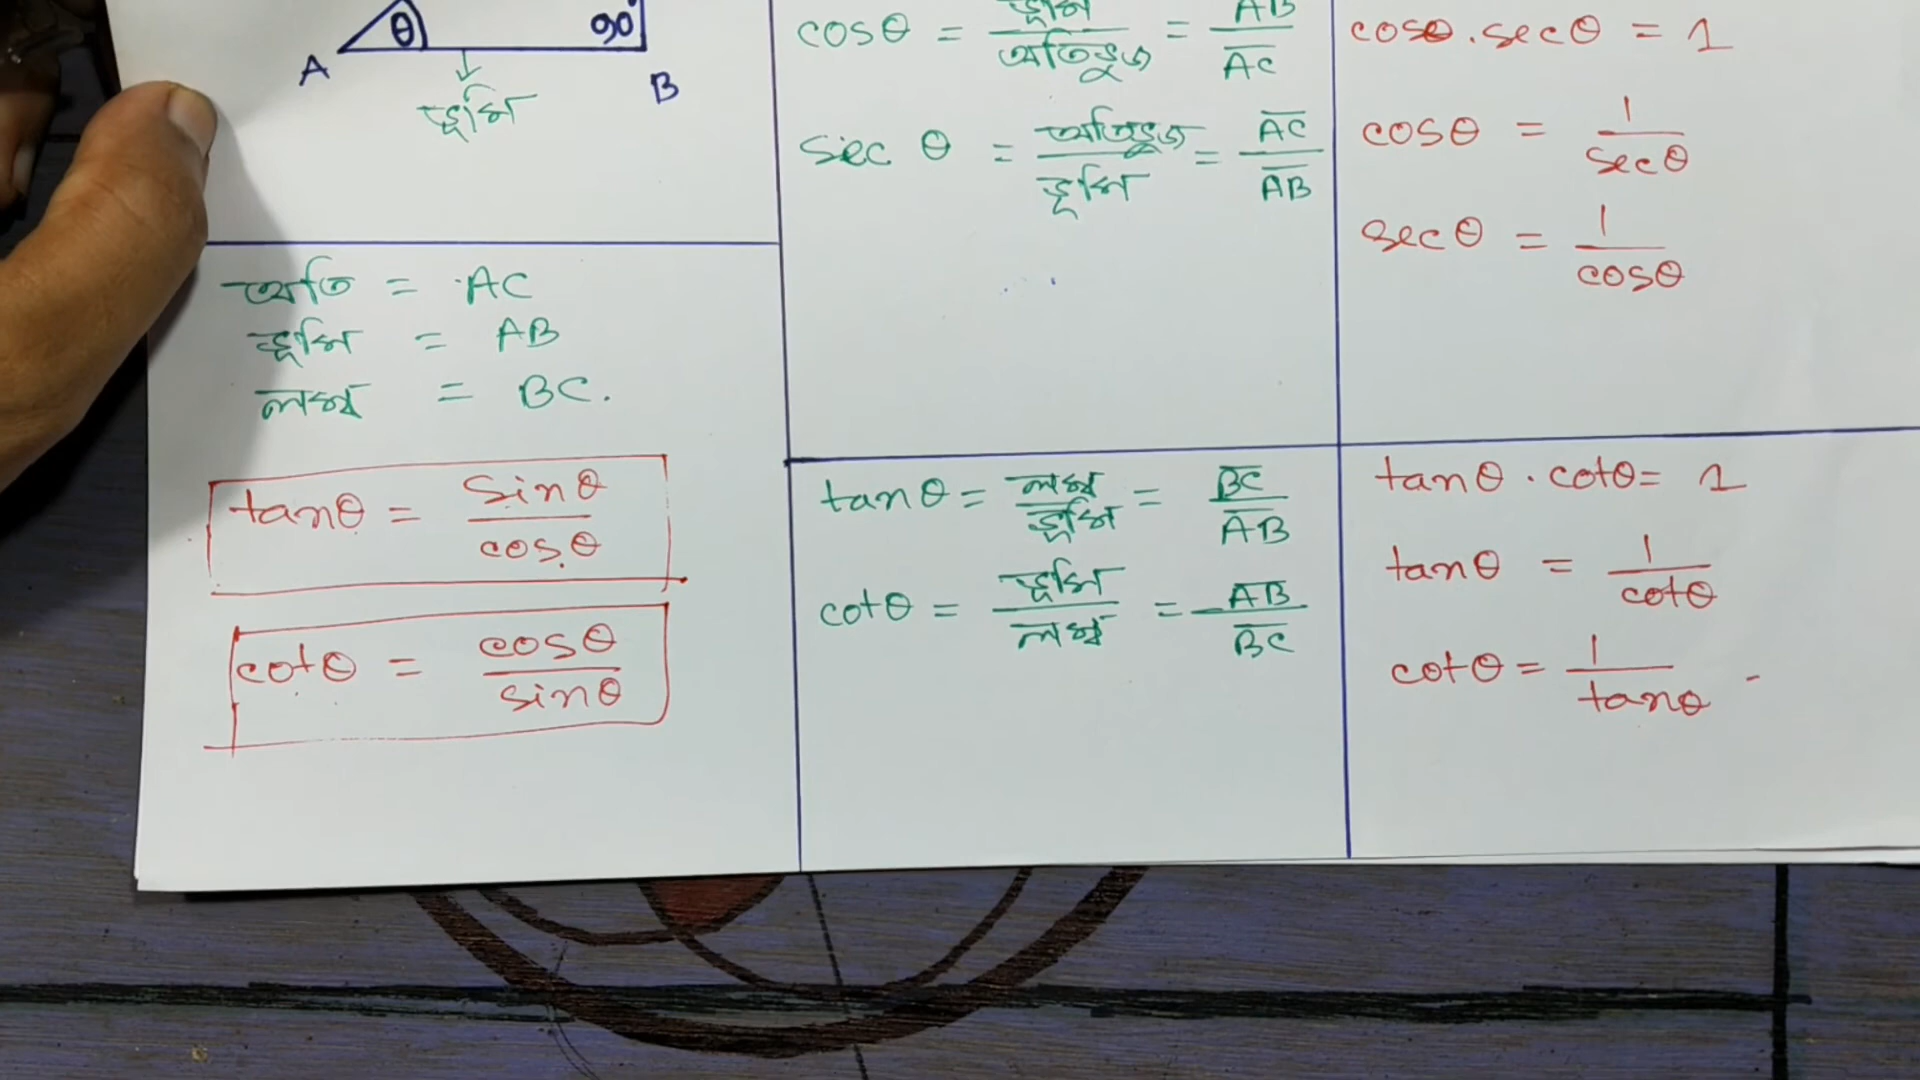 θ
90°
A
B
ভূমি
অতি = AC
ভূমি = AB
লম্ব = BC.
tanθ = sinθ / cosθ
cotθ = cosθ / sinθ
cosθ = ভূমি / অতিভুজ = AB / AC
sec θ = অতিভুজ / ভূমি = AC / AB
tanθ = লম্ব / ভূমি = BC / AB
cotθ = ভূমি / লম্ব = AB / BC
cosθ . secθ = 1
cosθ = 1 / secθ
secθ = 1 / cosθ
tanθ . cotθ = 1
tanθ = 1 / cotθ
cotθ = 1 / tanθ